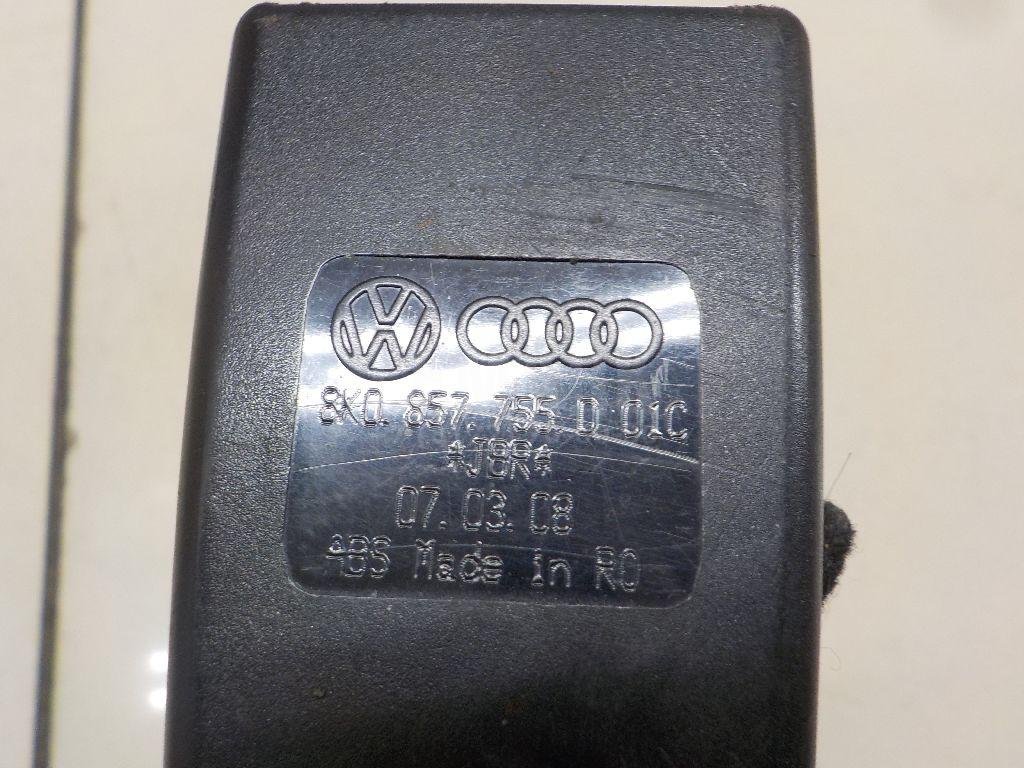 8K0. 857. 755. D 01C
*JBR*
07. 03. 08
ABS Made in RO